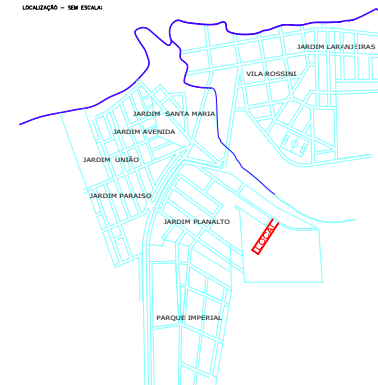 LOCALIZAÇÃO - SEM ESCALA:
JARDIM LARANJEIRAS
VILA ROSSINI
JARDIM SANTA MARIA
JARDIM AVENIDA
JARDIM UNIÃO
JARDIM PARAISO
JARDIM PLANALTO
LOCAL
PARQUE IMPERIAL